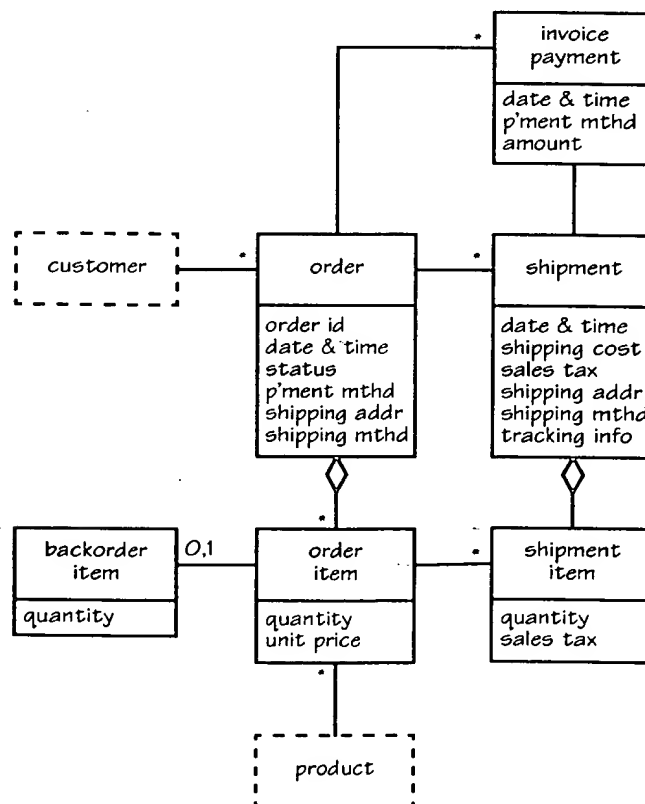 *
invoice
payment
date & time
p'ment mthd
amount
customer
*
order
*
shipment
order id
date & time
status
p'ment mthd
shipping addr
shipping mthd
date & time
shipping cost
sales tax
shipping addr
shipping mthd
tracking info
*
backorder
item
0,1
order
item
*
shipment
item
quantity
quantity
unit price
quantity
sales tax
*
product